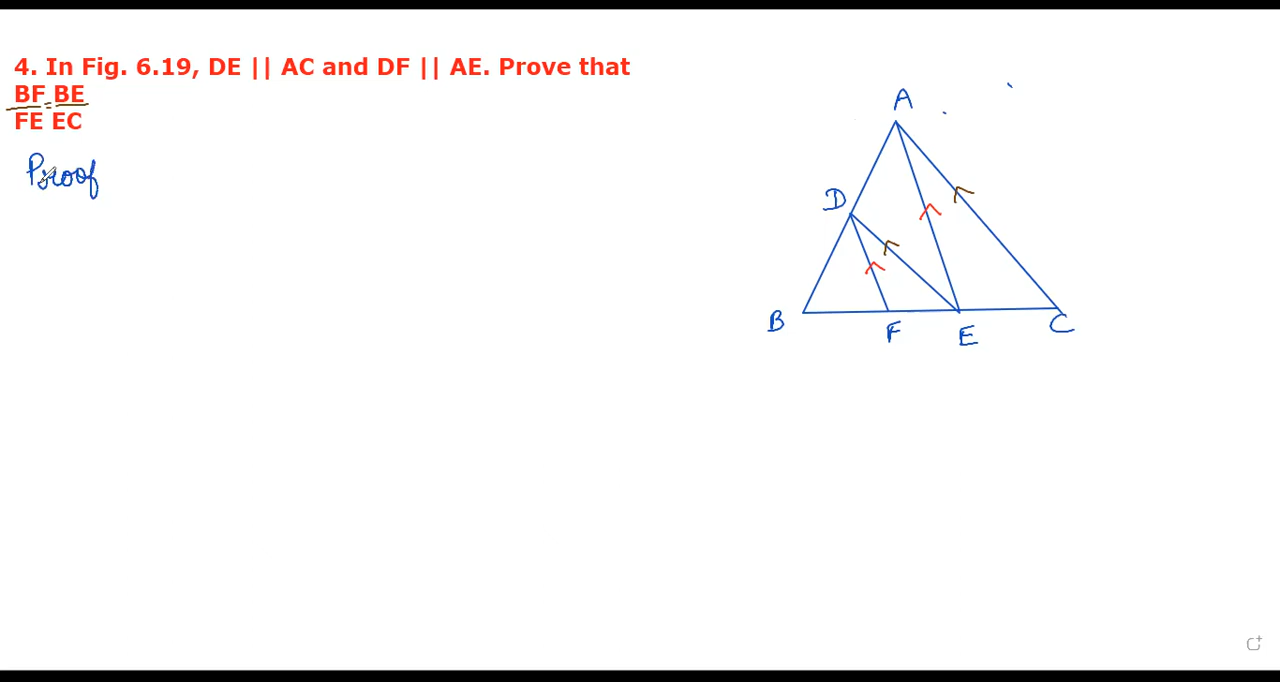 4. In Fig. 6.19, DE || AC and DF || AE. Prove that
BF = BE
FE EC
Proof
A
D
B
F
E
C